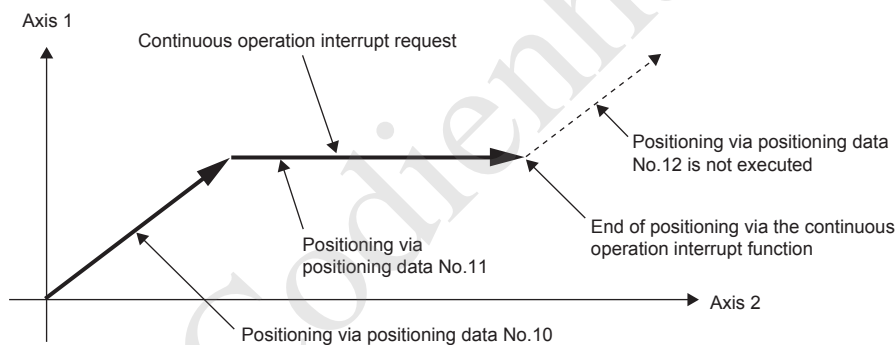 Axis 1
Continuous operation interrupt request
Positioning via positioning data
No.12 is not executed
Positioning via
positioning data No.11
End of positioning via the continuous
operation interrupt function
Axis 2
Positioning via positioning data No.10